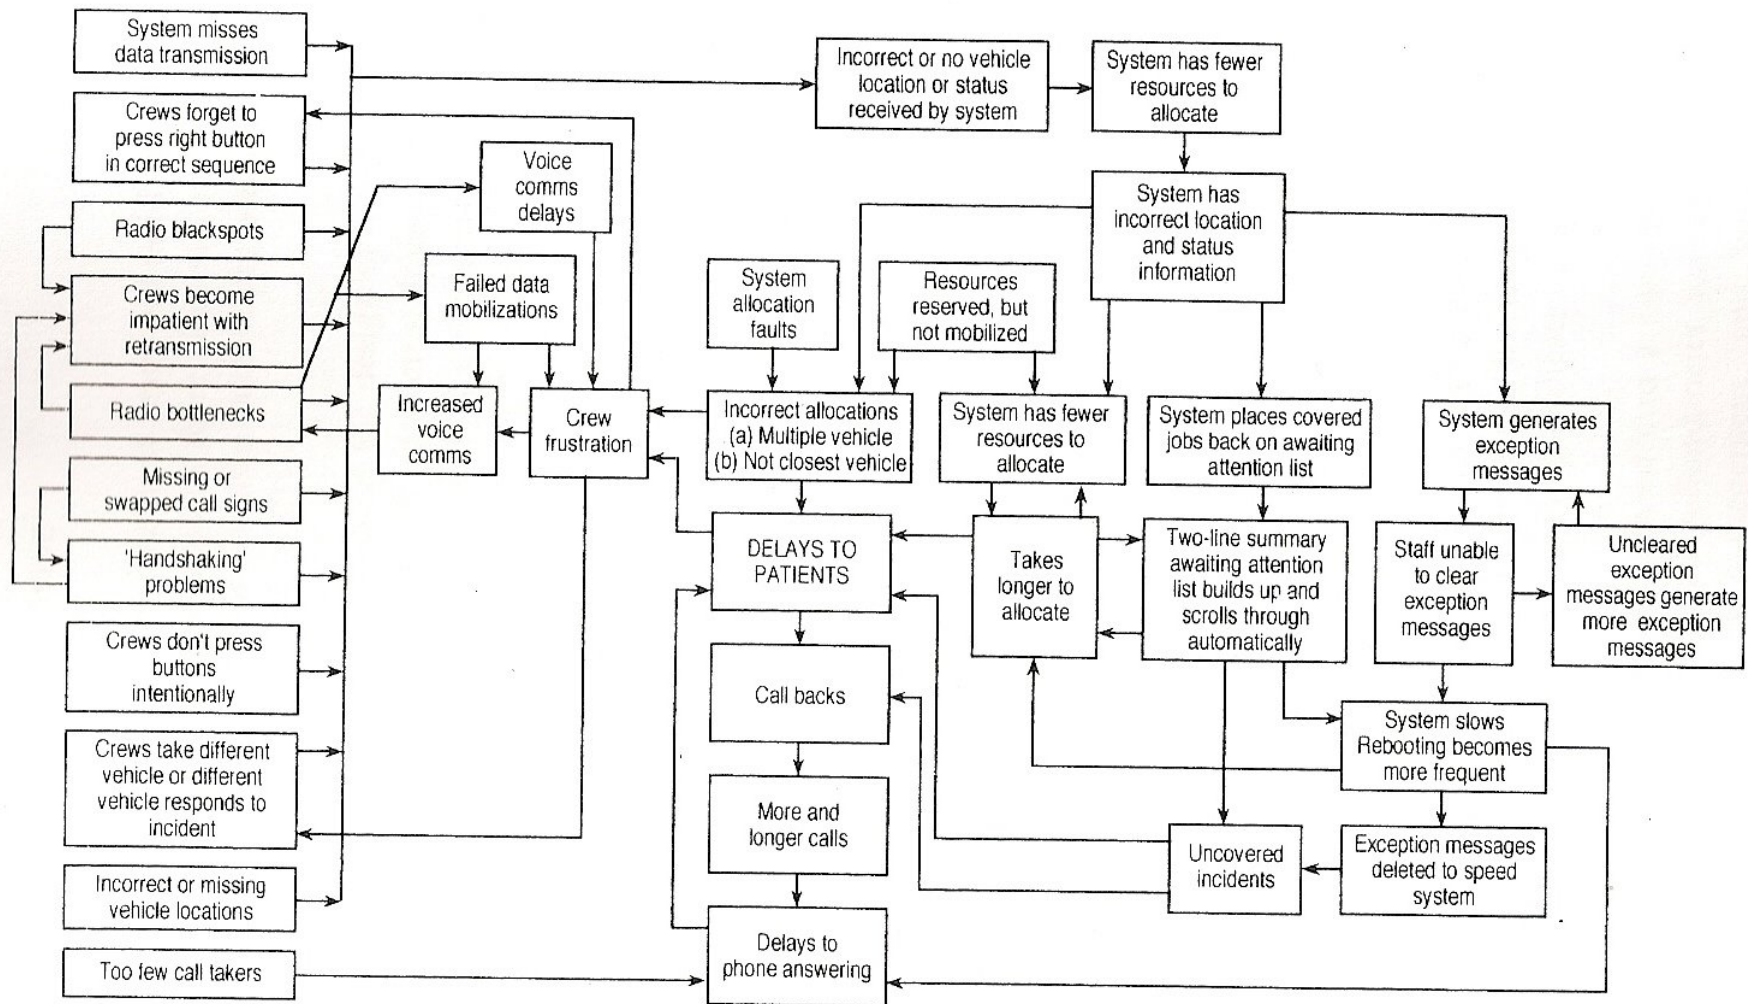 System misses
data transmission
Crews forget to
press right button
in correct sequence
Radio blackspots
Crews become
impatient with
retransmission
Radio bottlenecks
Missing or
swapped call signs
'Handshaking'
problems
Crews don't press
buttons
intentionally
Crews take different
vehicle or different
vehicle responds to
incident
Incorrect or missing
vehicle locations
Too few call takers
Voice
comms
delays
Failed data
mobilizations
Increased
voice
comms
Crew
frustration
Incorrect or no vehicle
location or status
received by system
System has fewer
resources to
allocate
System has
incorrect location
and status
information
System
allocation
faults
Resources
reserved, but
not mobilized
Incorrect allocations
(a) Multiple vehicle
(b) Not closest vehicle
System has fewer
resources to
allocate
System places covered
jobs back on awaiting
attention list
System generates
exception
messages
DELAYS TO
PATIENTS
Takes
longer to
allocate
Two-line summary
awaiting attention
list builds up and
scrolls through
automatically
Staff unable
to clear
exception
messages
Uncleared
exception
messages generate
more exception
messages
Call backs
System slows
Rebooting becomes
more frequent
More and
longer calls
Uncovered
incidents
Exception messages
deleted to speed
system
Delays to
phone answering